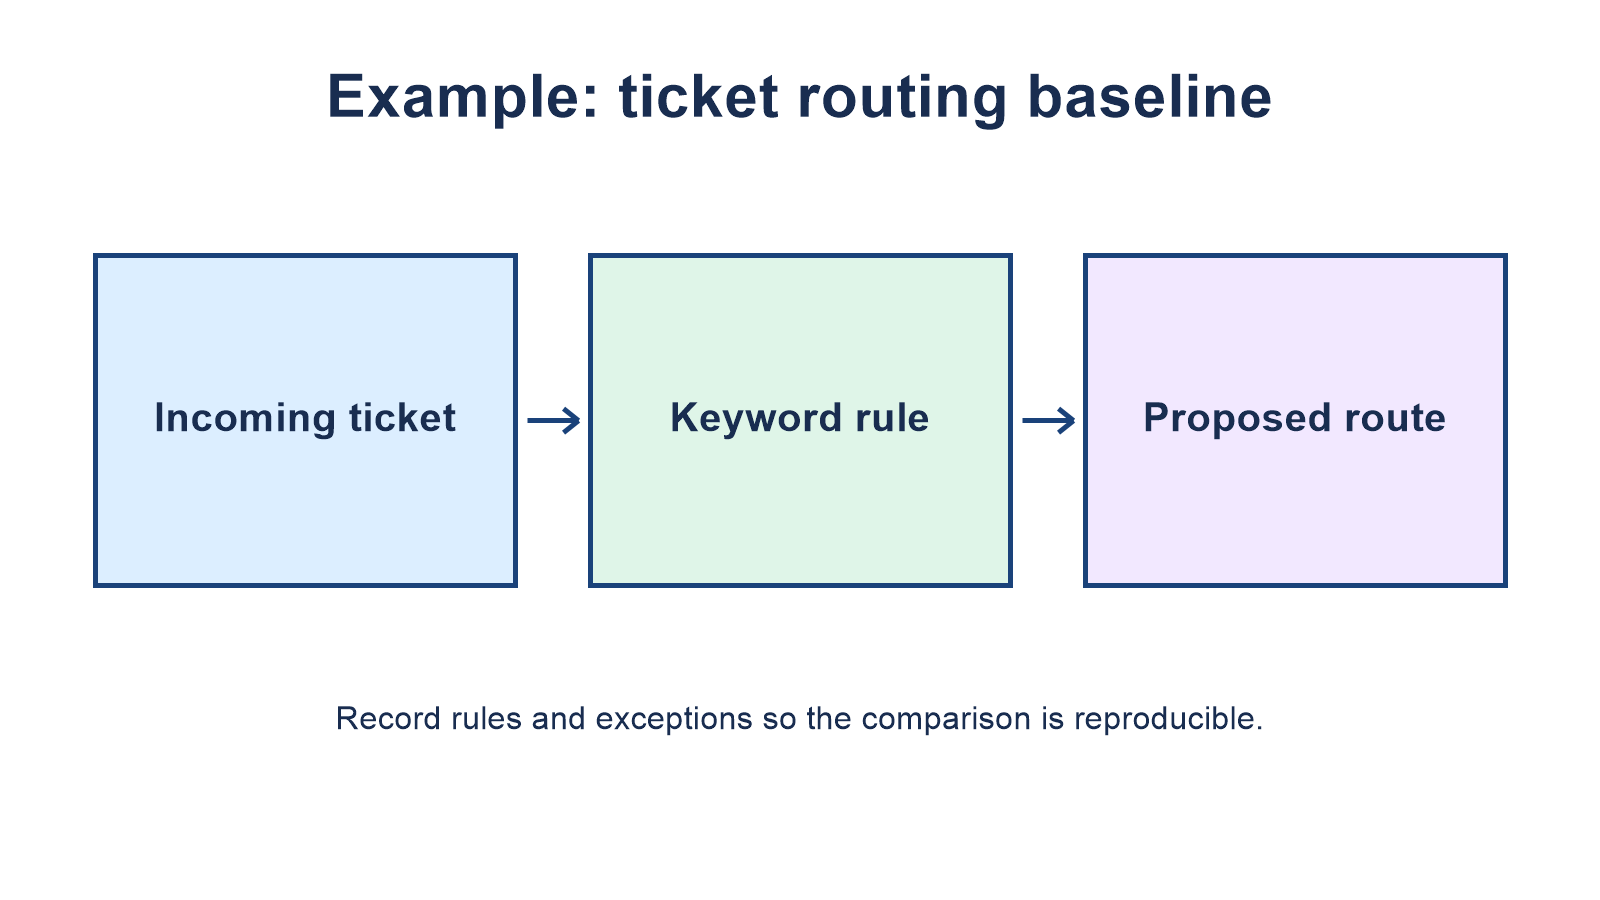 Example: ticket routing baseline
Incoming ticket
Keyword rule
Proposed route
Record rules and exceptions so the comparison is reproducible.